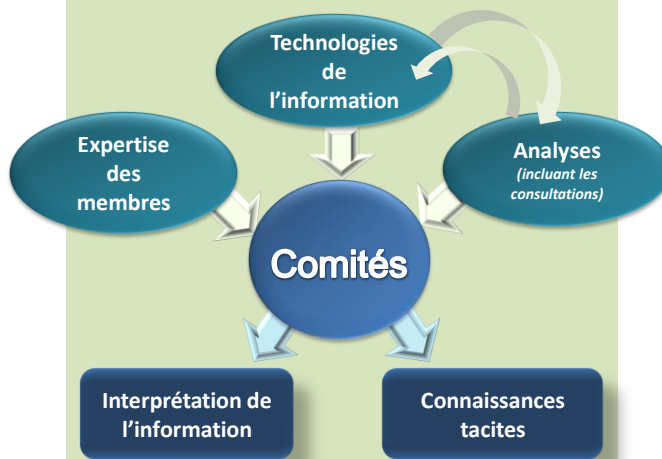 Technologies
de
l'information
Expertise
des
membres
Analyses
(incluant les
consultations)
Comités
Interprétation de
l'information
Connaissances
tacites